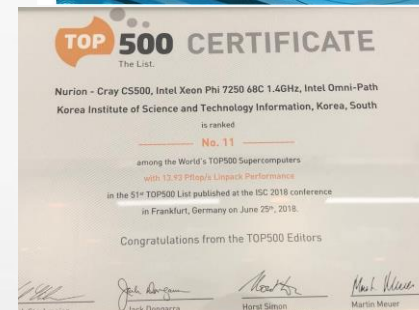 TOP 500 CERTIFICATE
The List.
Nurion - Cray CS500, Intel Xeon Phi 7250 68C 1.4GHz, Intel Omni-Path
Korea Institute of Science and Technology Information, Korea, South
is ranked
No. 11
among the World's TOP500 Supercomputers
with 13.93 Pflop/s Linpack Performance
in the 51st TOP500 List published at the ISC 2018 conference
in Frankfurt, Germany on June 25th, 2018.
Congratulations from the TOP500 Editors
Jack Dongarra Horst Simon Martin Meuer